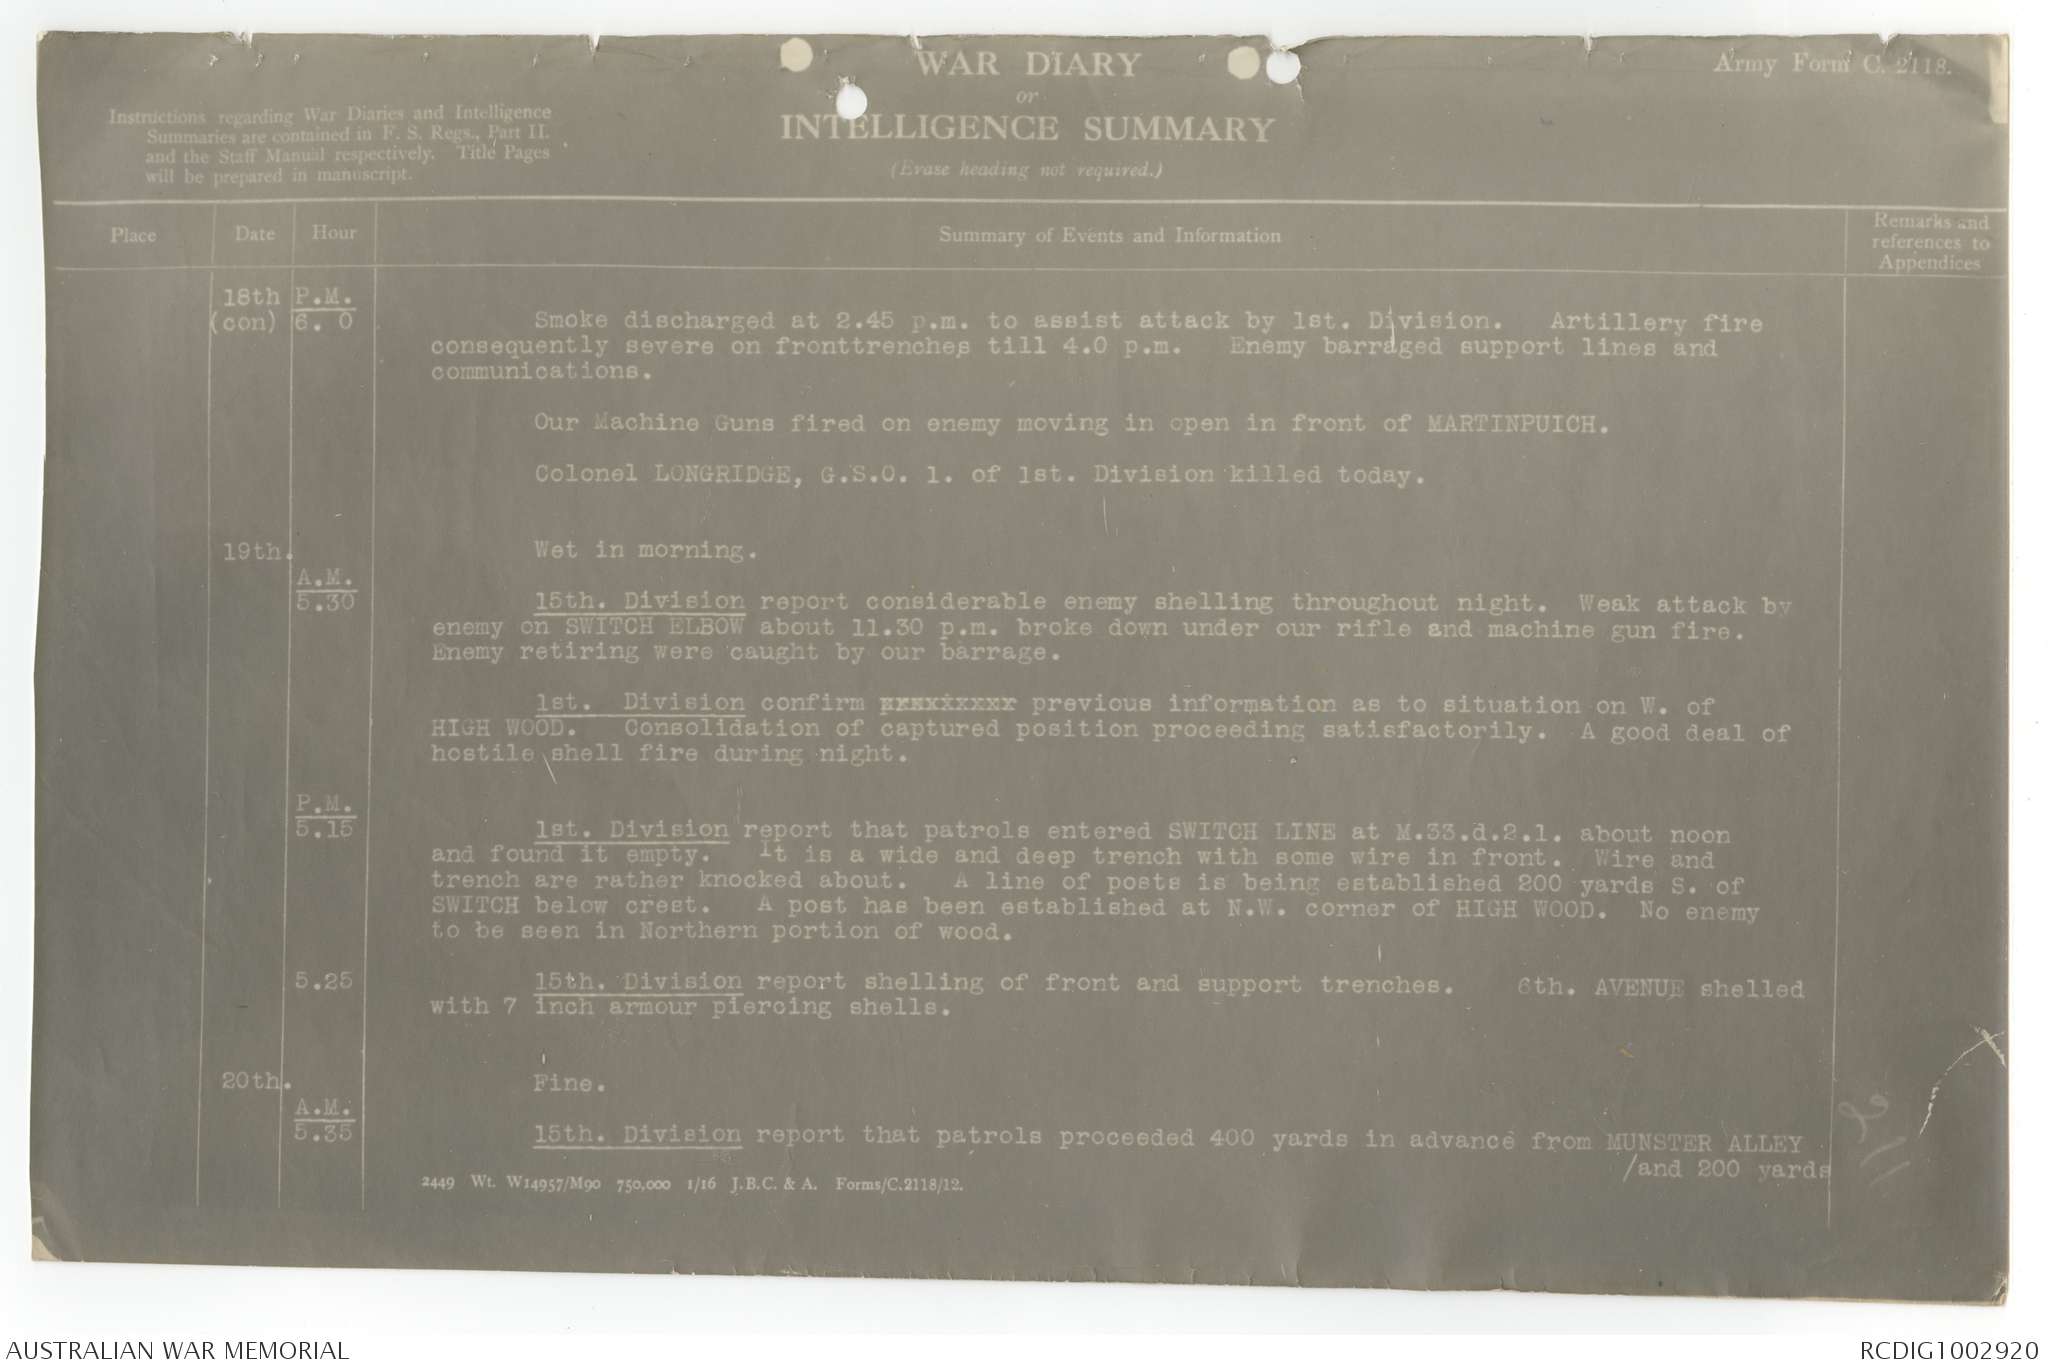 WAR DIARY
or
INTELLIGENCE SUMMARY
(Erase heading not required.)
Army Form C. 2118.
Instructions regarding War Diaries and Intelligence
Summaries are contained in F. S. Regs., Part II.
and the Staff Manual respectively. Title Pages
will be prepared in manuscript.
Place Date Hour Summary of Events and Information Remarks and
references to
Appendices
18th P.M.
(con) 6. 0 Smoke discharged at 2.45 p.m. to assist attack by 1st. Division. Artillery fire
consequently severe on fronttrenches till 4.0 p.m. Enemy barraged support lines and
communications.
Our Machine Guns fired on enemy moving in open in front of MARTINPUICH.
Colonel LONGRIDGE, G.S.O. 1. of 1st. Division killed today.
19th. Wet in morning.
A.M.
5.30 15th. Division report considerable enemy shelling throughout night. Weak attack by
enemy on SWITCH ELBOW about 11.30 p.m. broke down under our rifle and machine gun fire.
Enemy retiring were caught by our barrage.
1st. Division confirm previous information as to situation on W. of
HIGH WOOD. Consolidation of captured position proceeding satisfactorily. A good deal of
hostile shell fire during night.
P.M.
5.15 1st. Division report that patrols entered SWITCH LINE at M.33.d.2.1. about noon
and found it empty. It is a wide and deep trench with some wire in front. Wire and
trench are rather knocked about. A line of posts is being established 200 yards S. of
SWITCH below crest. A post has been established at N.W. corner of HIGH WOOD. No enemy
to be seen in Northern portion of wood.
5.25 15th. Division report shelling of front and support trenches. 6th. AVENUE shelled
with 7 inch armour piercing shells.
20th. Fine.
A.M.
5.35 15th. Division report that patrols proceeded 400 yards in advance from MUNSTER ALLEY
/and 200 yards
2449 Wt. W14957/M90 750,000 1/16 J.B.C. & A. Forms/C.2118/12.
AUSTRALIAN WAR MEMORIAL
RCDIG1002920